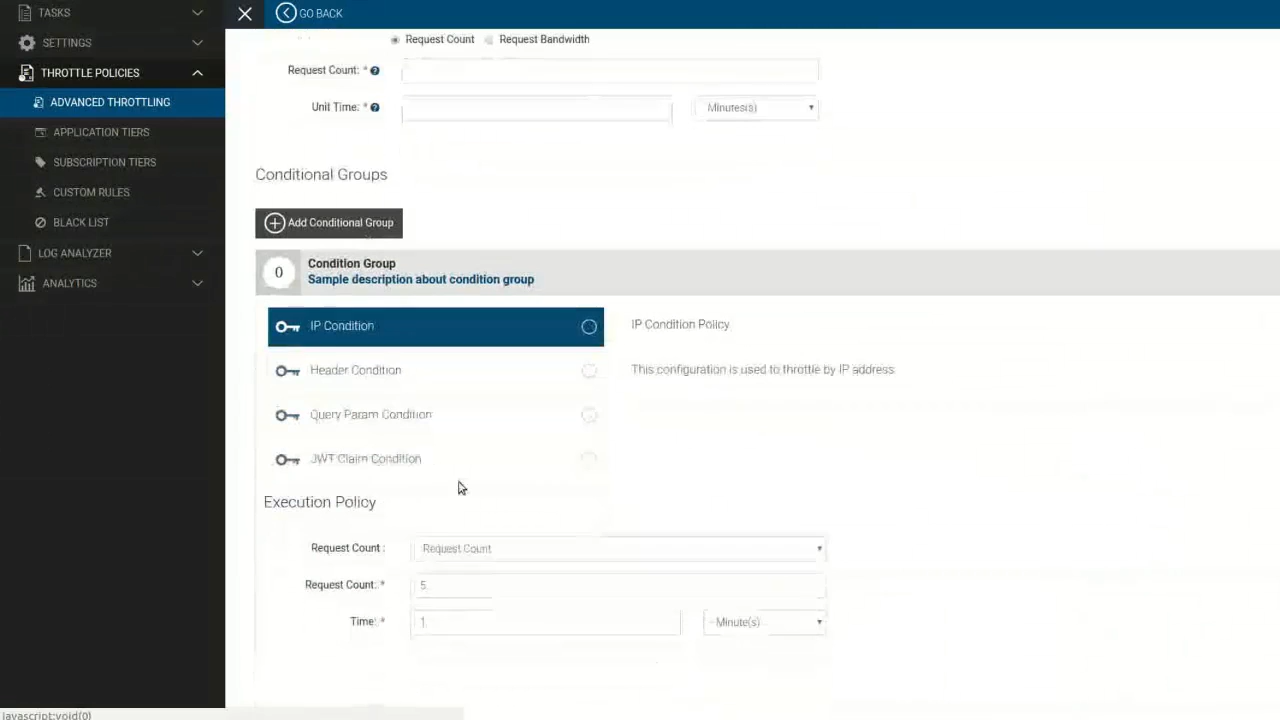 TASKS
SETTINGS
THROTTLE POLICIES
ADVANCED THROTTLING
APPLICATION TIERS
SUBSCRIPTION TIERS
CUSTOM RULES
BLACK LIST
LOG ANALYZER
ANALYTICS
GO BACK
Request Count Request Bandwidth
Request Count: *
Unit Time: * Minutes(s)
Conditional Groups
Add Conditional Group
0
Condition Group
Sample description about condition group
IP Condition
Header Condition
Query Param Condition
JWT Claim Condition
IP Condition Policy
This configuration is used to throttle by IP address
Execution Policy
Request Count : Request Count
Request Count: * 5
Time: * 1 Minute(s)
javascript:void(0)